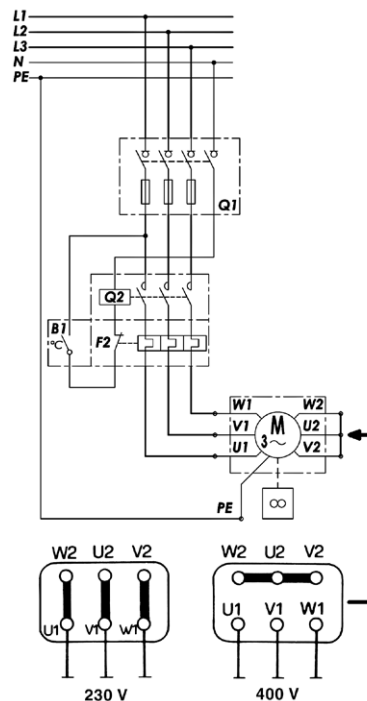 L1
L2
L3
N
PE
Q1
Q2
B1
°C
F2
W1 W2
V1 M U2
3~
U1 V2
PE
W2 U2 V2
U1 V1 W1
230 V
W2 U2 V2
U1 V1 W1
400 V